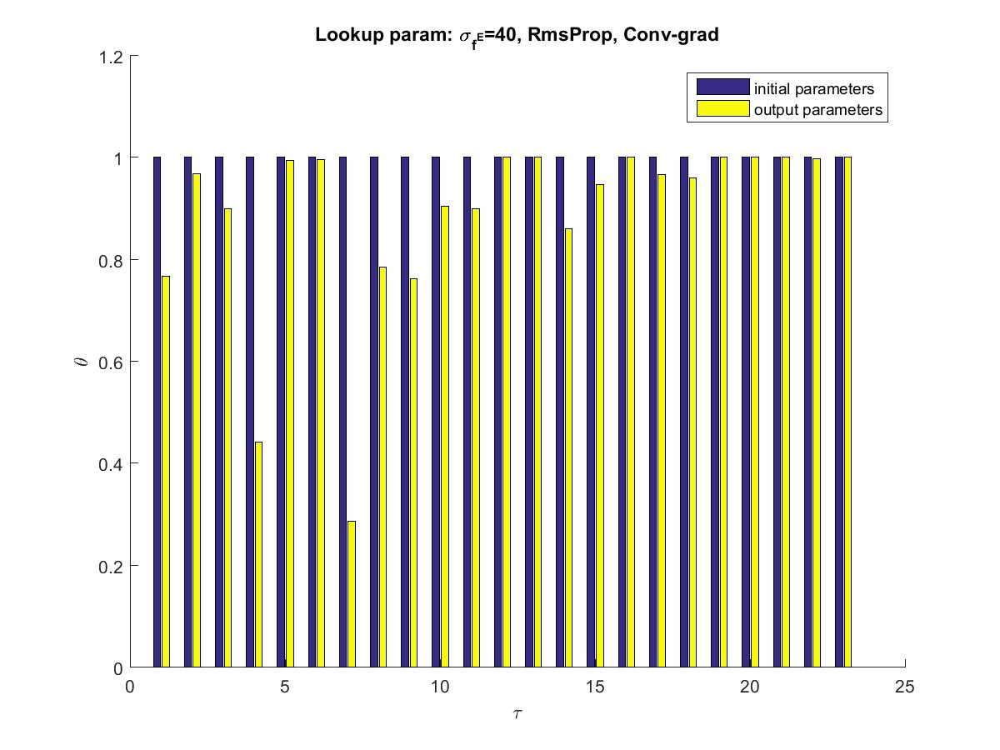 Lookup param: σ_f^E=40, RmsProp, Conv-grad
initial parameters
output parameters
1.2
1
0.8
0.6
0.4
0.2
0
θ
0 5 10 15 20 25
τ